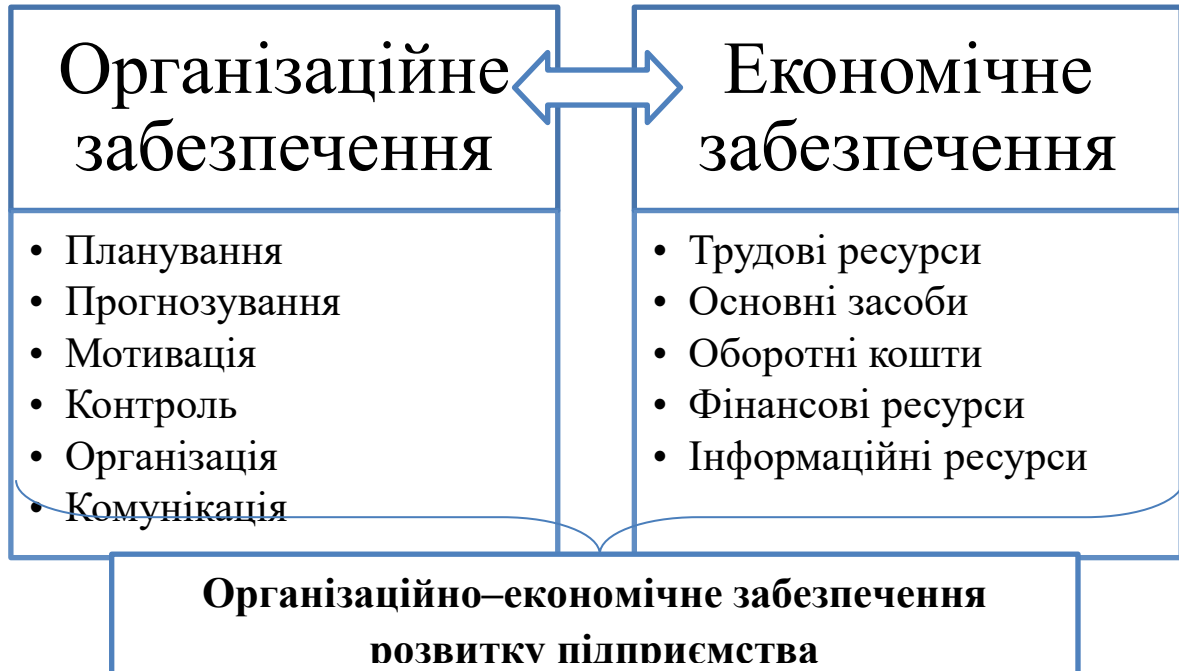 Організаційне
забезпечення
Економічне
забезпечення
• Планування
• Прогнозування
• Мотивація
• Контроль
• Організація
• Комунікація
• Трудові ресурси
• Основні засоби
• Оборотні кошти
• Фінансові ресурси
• Інформаційні ресурси
Організаційно–економічне забезпечення
розвитку підприємства